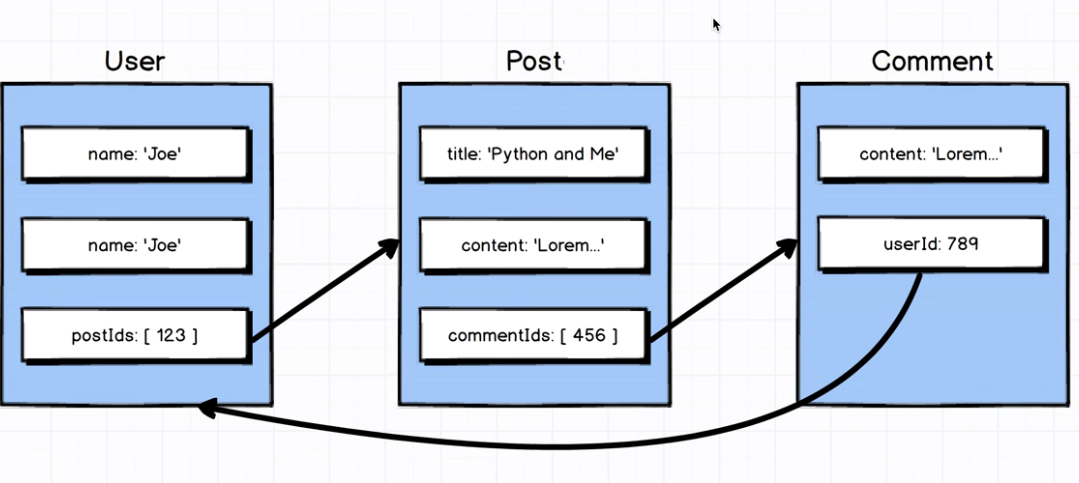 User
name: 'Joe'
name: 'Joe'
postIds: [ 123 ]
Post
title: 'Python and Me'
content: 'Lorem...'
commentIds: [ 456 ]
Comment
content: 'Lorem...'
userId: 789